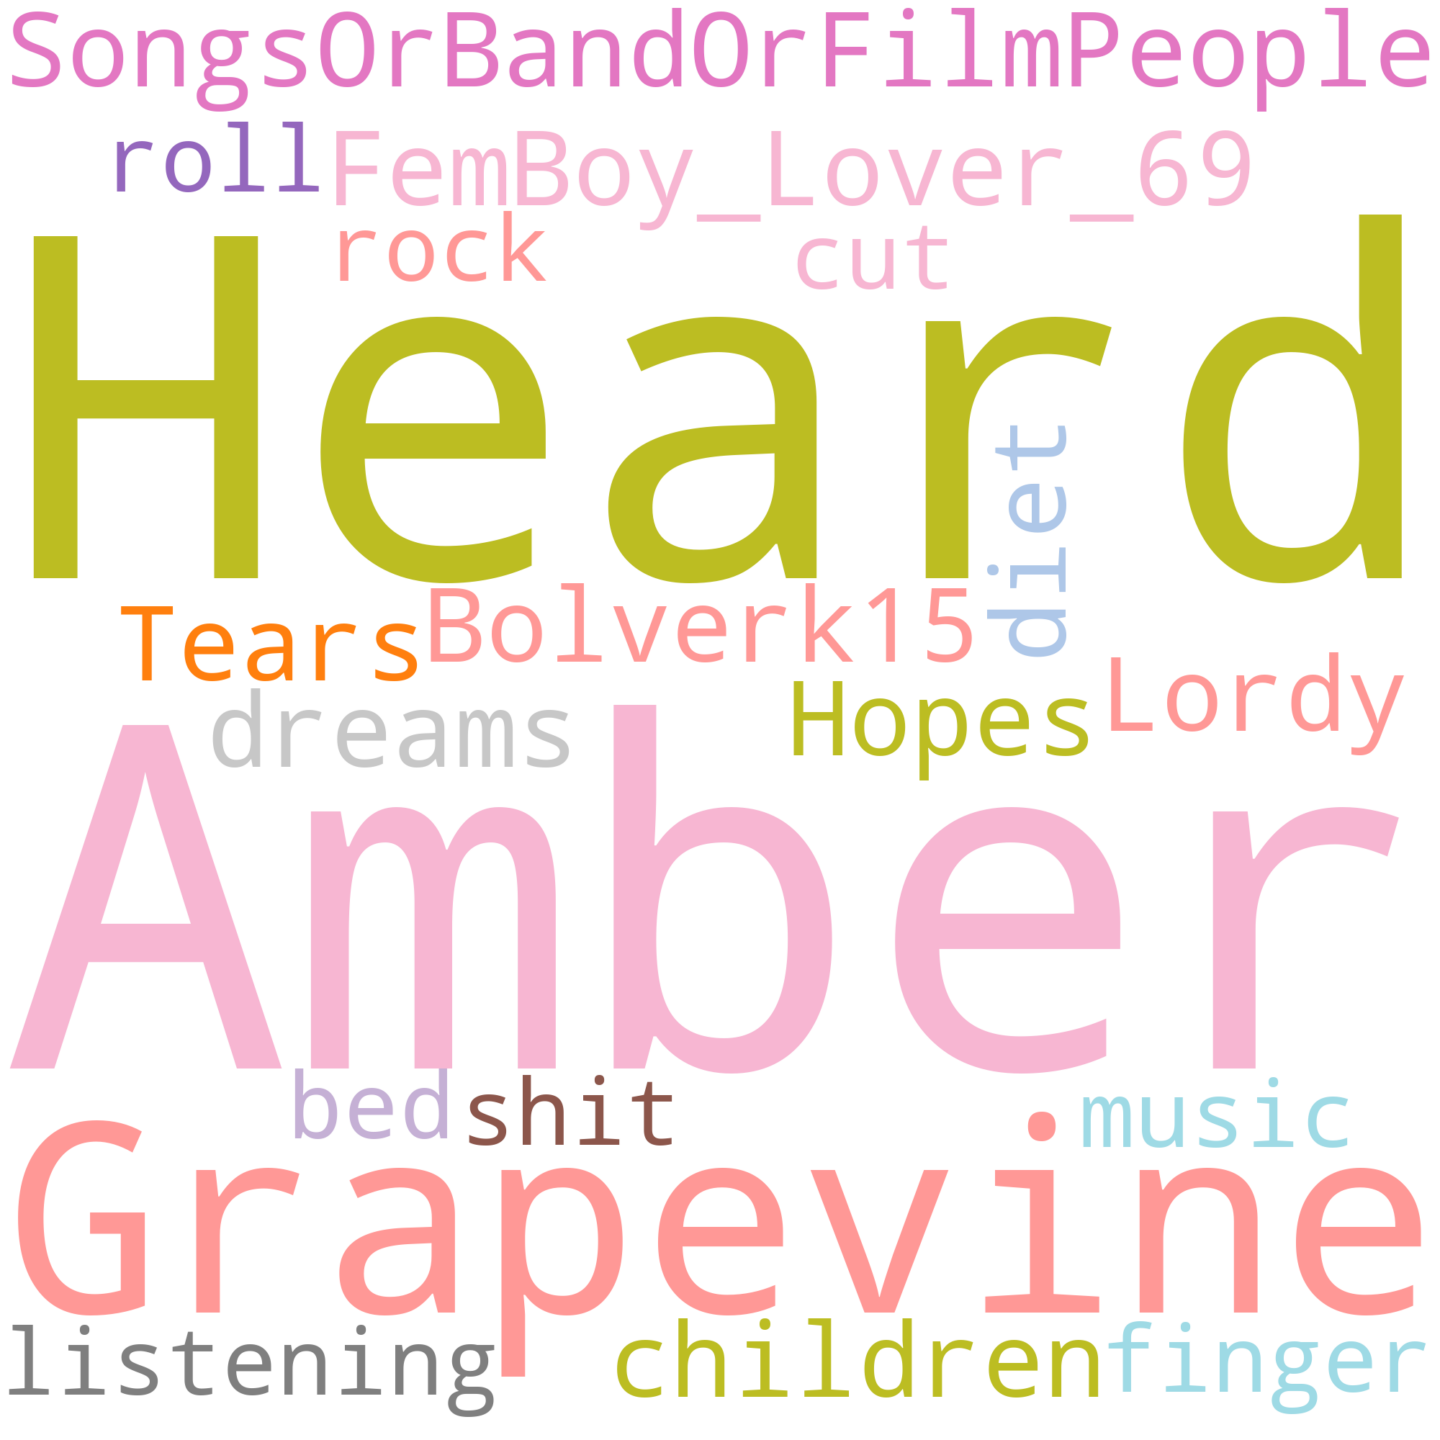 SongsOrBandOrFilmPeople
roll FemBoy_Lover_69
rock cut
Heard
diet
Tears Bolverk15
dreams Hopes Lordy
Amber
bed shit music
Grapevine
listening children finger